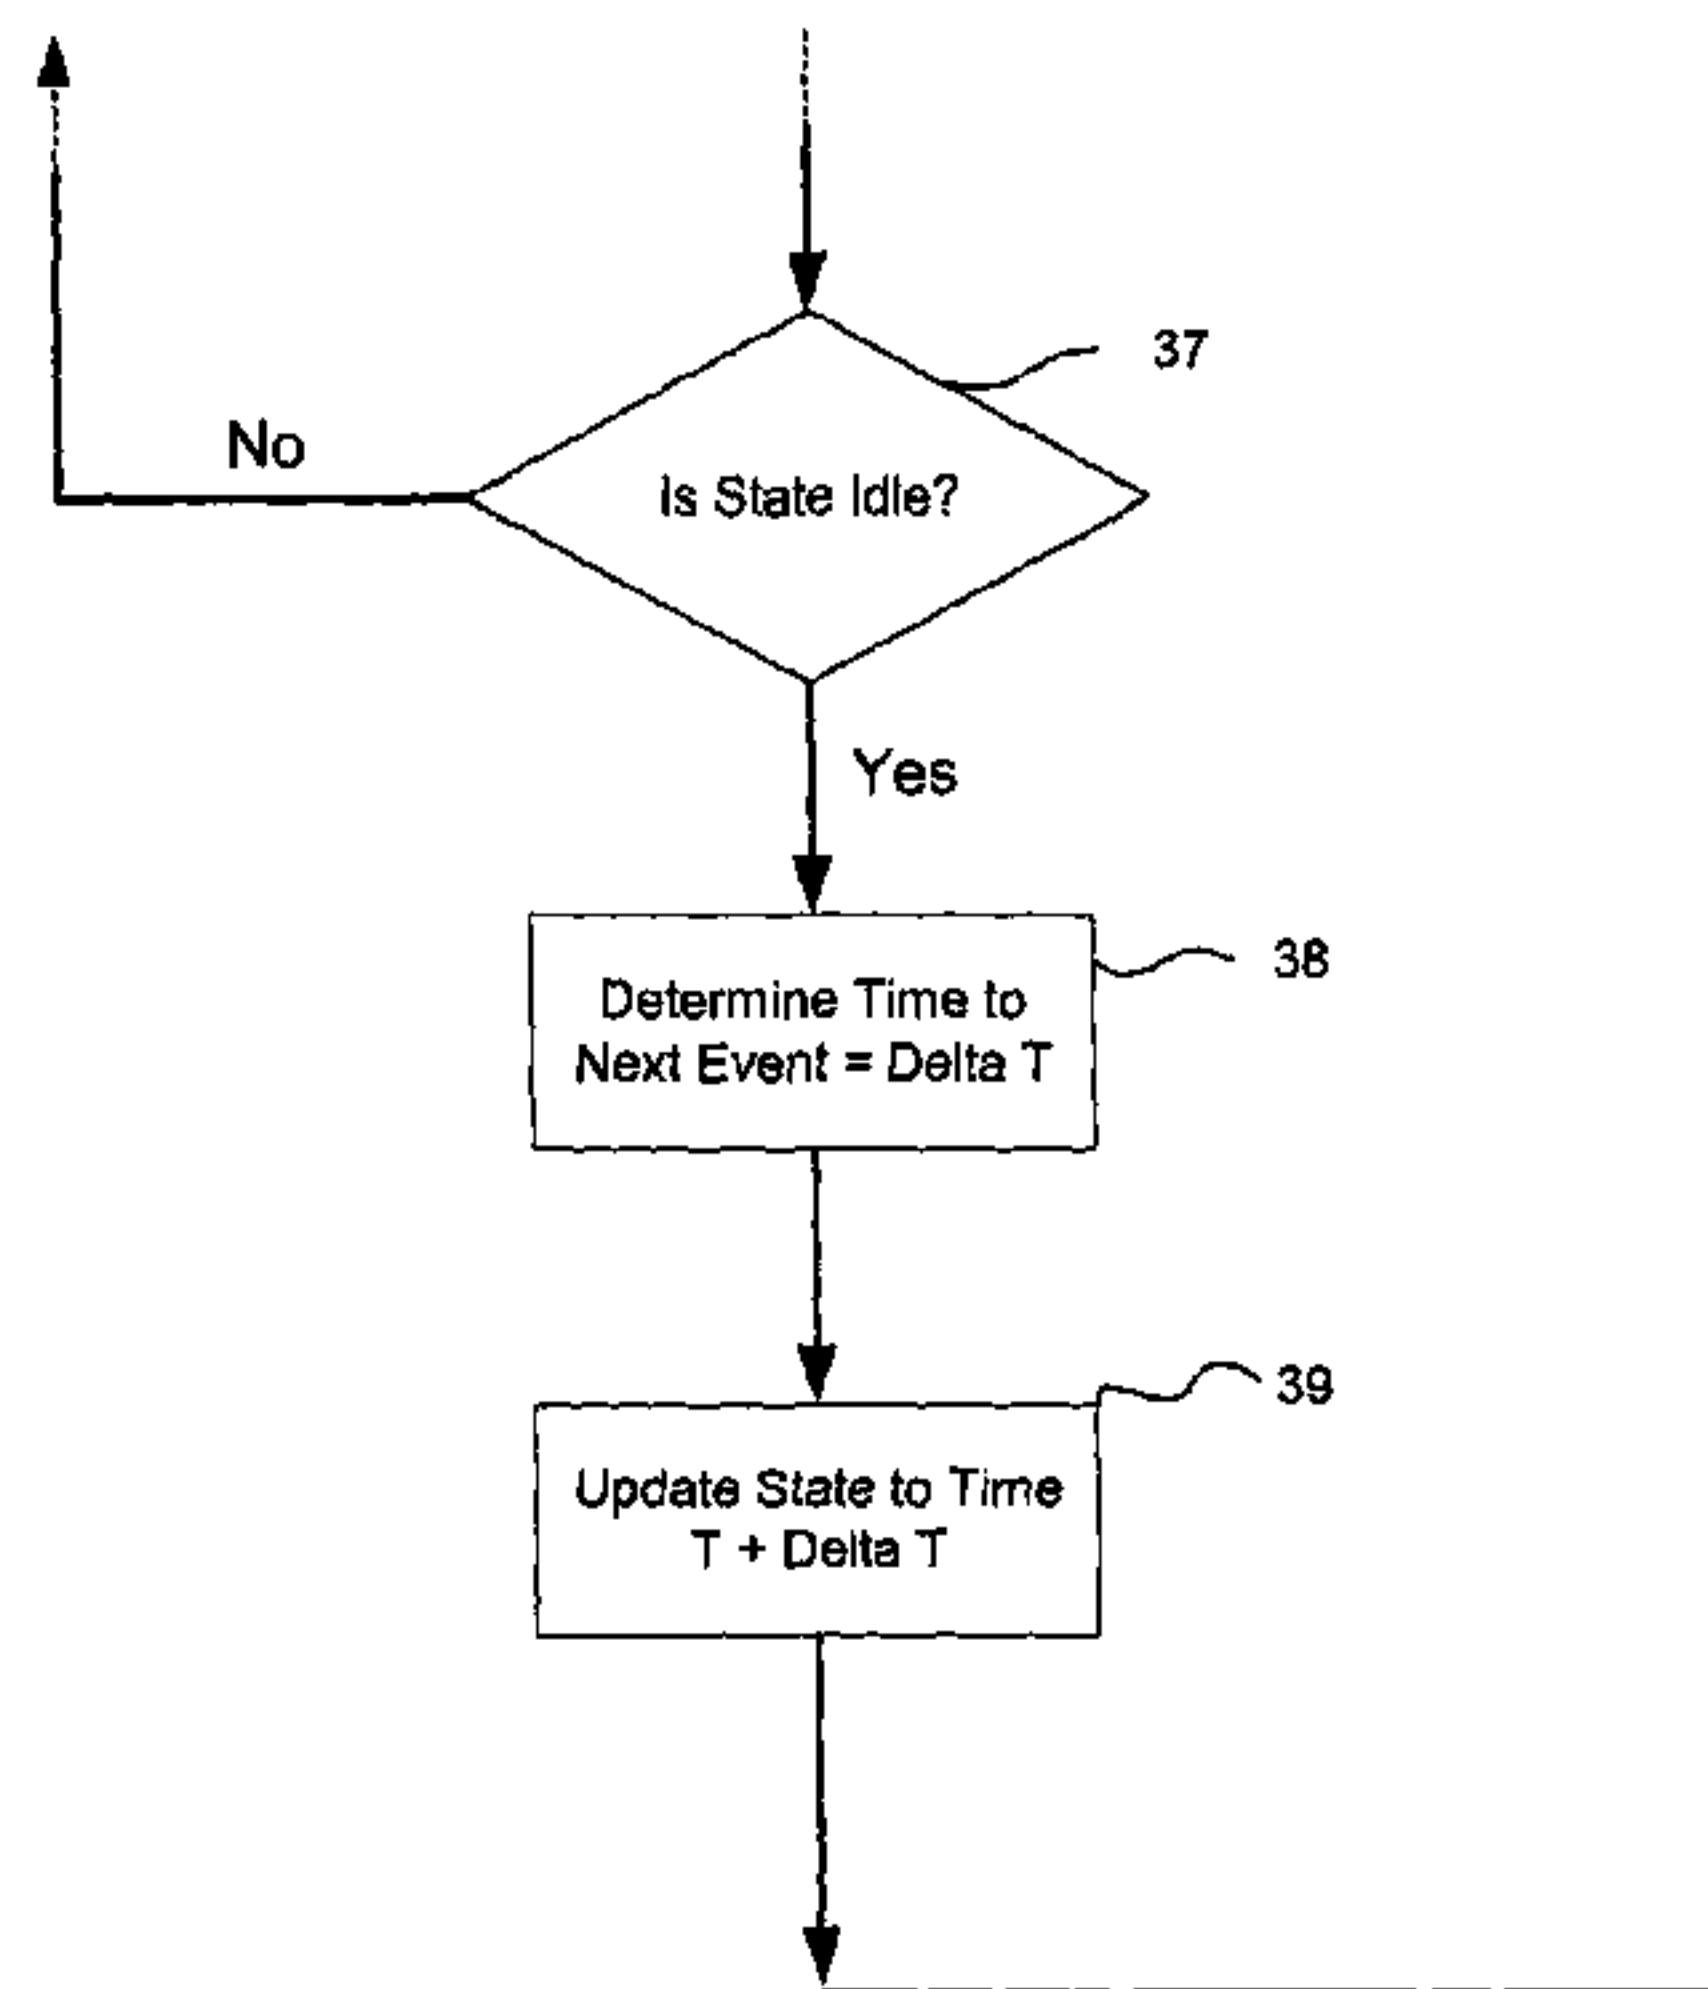 37
No
Is State Idle?
Yes
38
Determine Time to
Next Event = Delta T
39
Update State to Time
T + Delta T